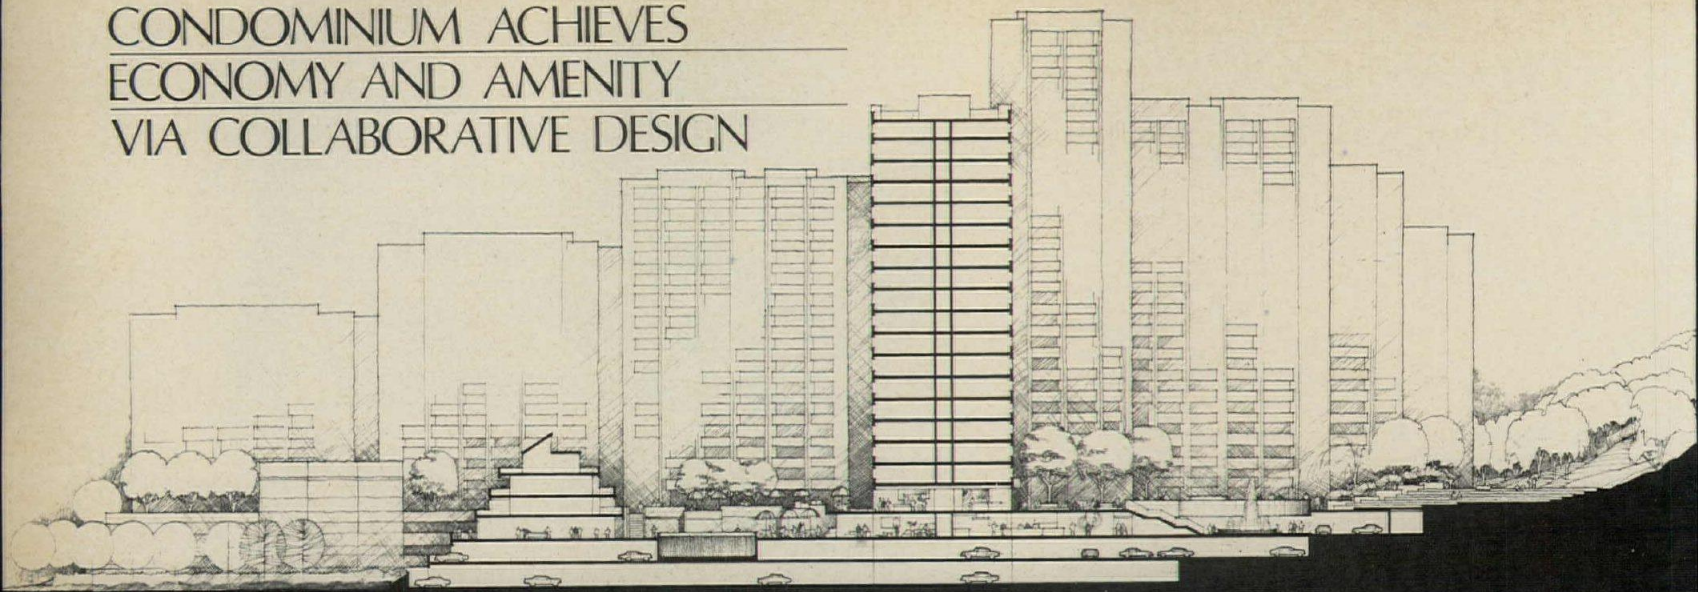 CONDOMINIUM ACHIEVES
ECONOMY AND AMENITY
VIA COLLABORATIVE DESIGN